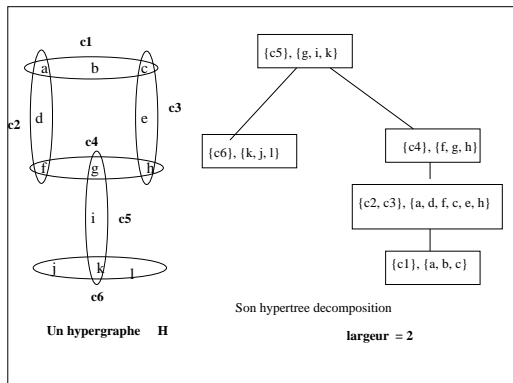 c1
a b c
c2
d
e
c3
c4
f g h
i
c5
j k l
c6
Un hypergraphe H
{c5}, {g, i, k}
{c6}, {k, j, l}
{c4}, {f, g, h}
{c2, c3}, {a, d, f, c, e, h}
{c1}, {a, b, c}
Son hypertree decomposition
largeur = 2